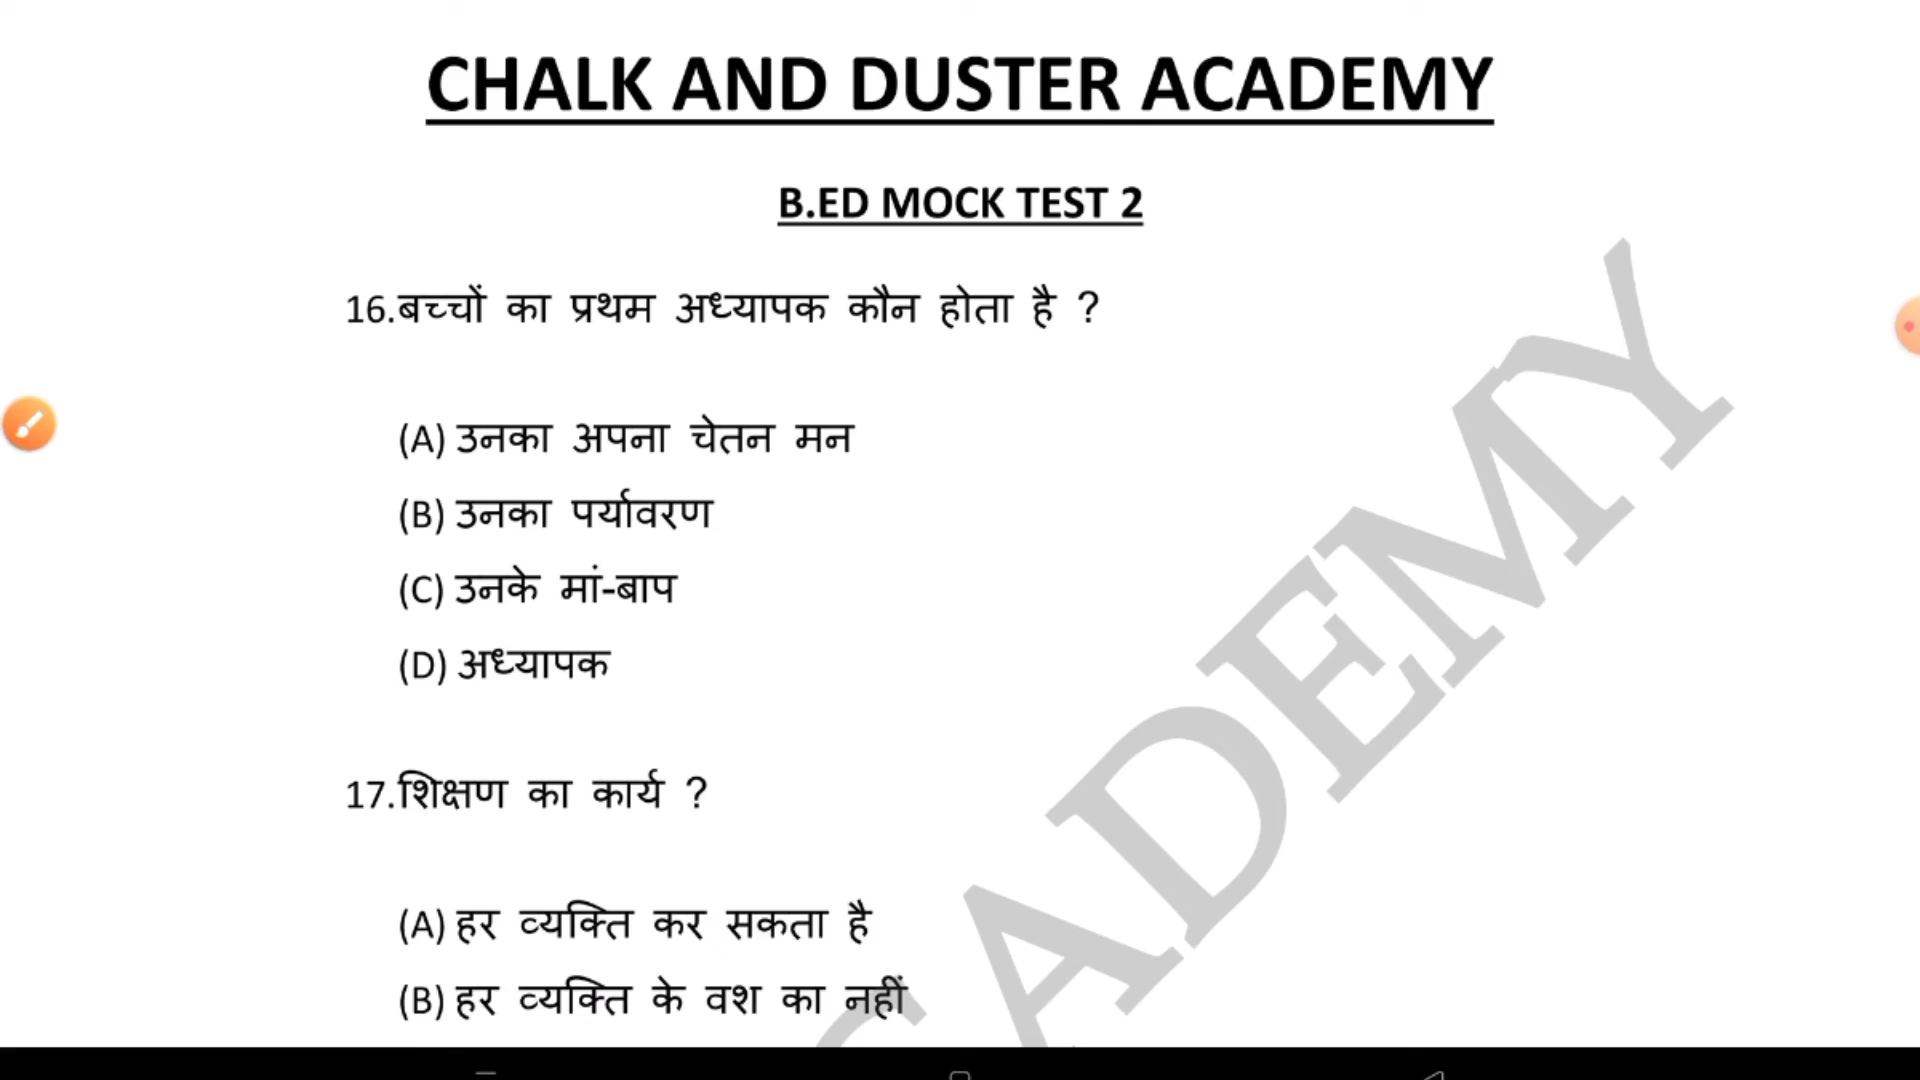 CHALK AND DUSTER ACADEMY
B.ED MOCK TEST 2
16.बच्चों का प्रथम अध्यापक कौन होता है ?
(A) उनका अपना चेतन मन
(B) उनका पर्यावरण
(C) उनके मां-बाप
(D) अध्यापक
17.शिक्षण का कार्य ?
(A) हर व्यक्ति कर सकता है
(B) हर व्यक्ति के वश का नहीं
CADEMY